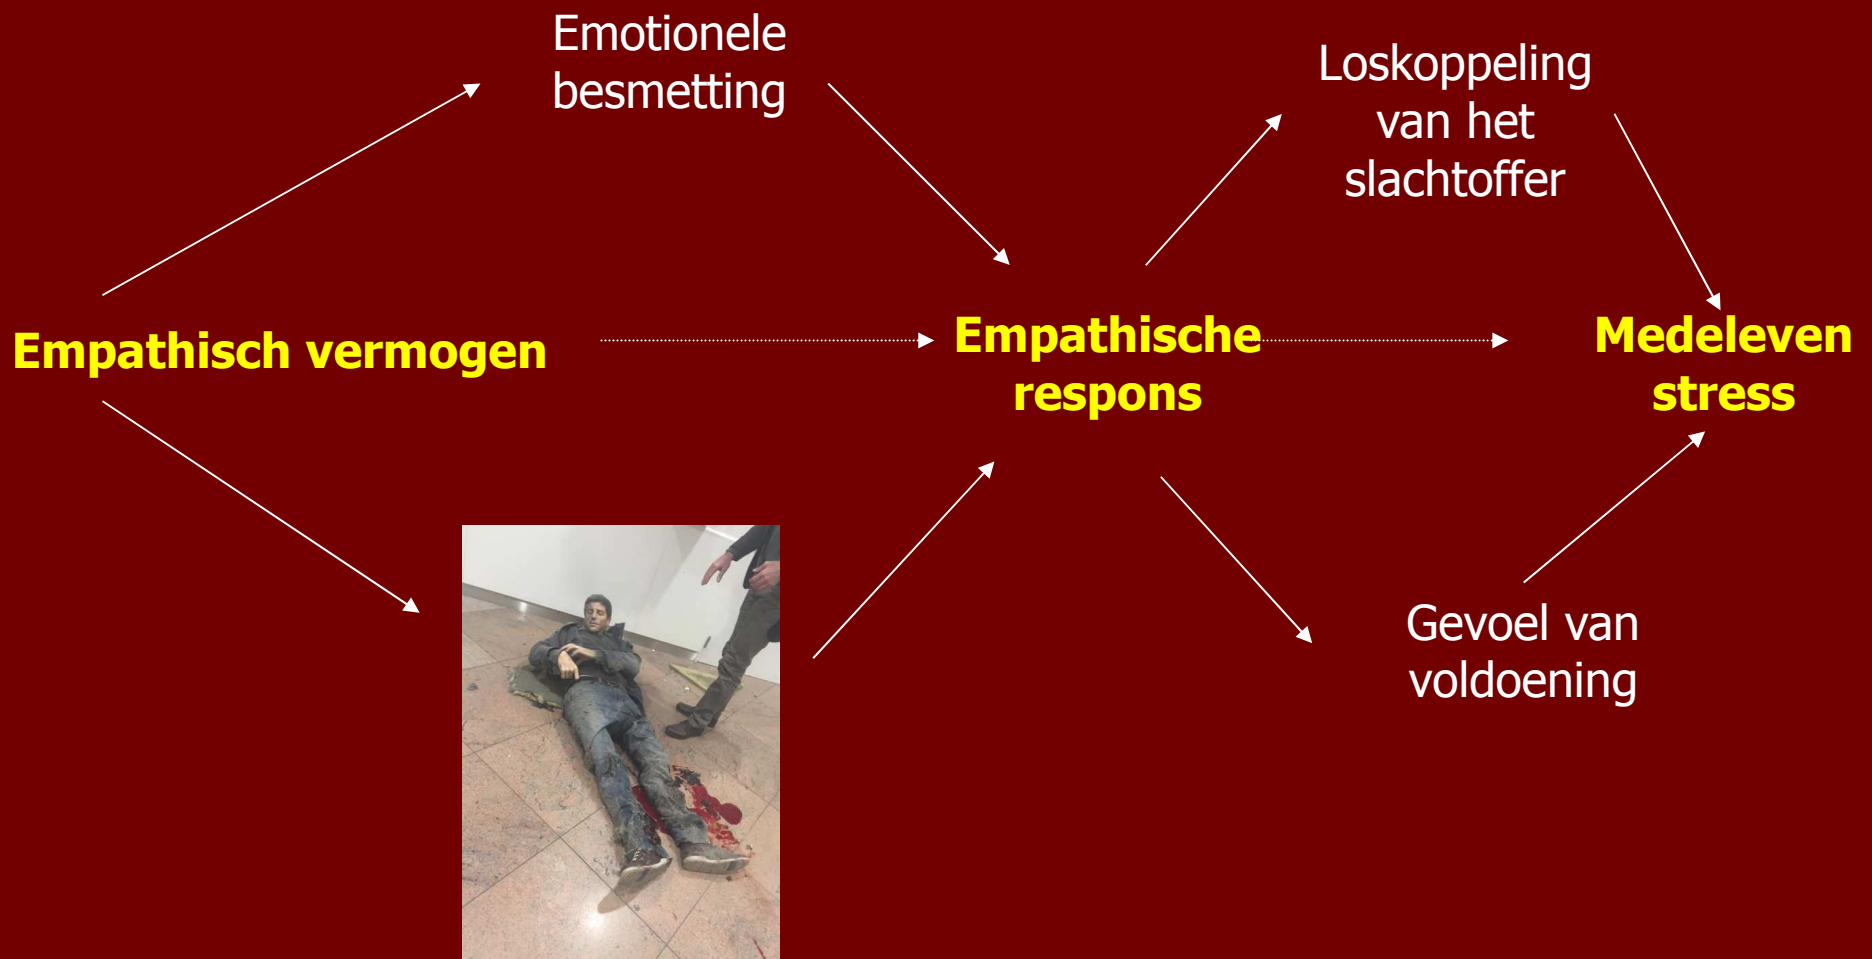 Emotionele
besmetting
Loskoppeling
van het
slachtoffer
Empathisch vermogen
Empathische
respons
Medeleven
stress
Gevoel van
voldoening